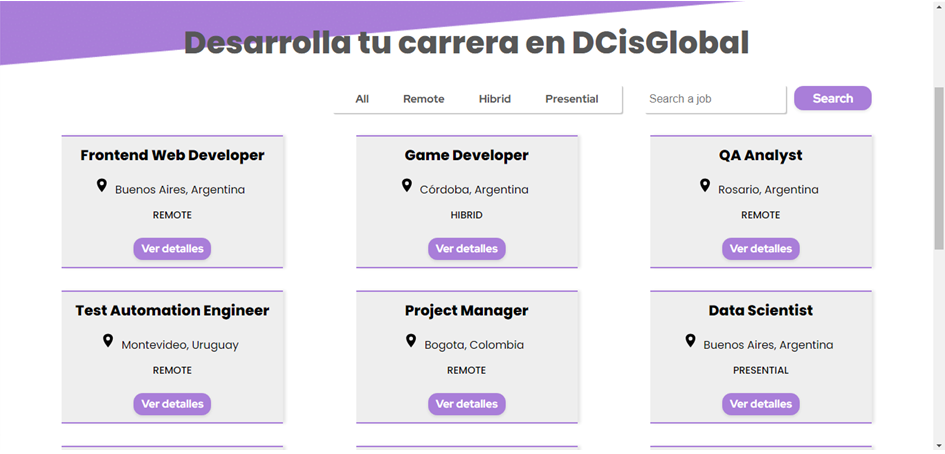 Desarrolla tu carrera en DCisGlobal
All Remote Hibrid Presential Search a job Search
Frontend Web Developer
Buenos Aires, Argentina
REMOTE
Ver detalles
Game Developer
Córdoba, Argentina
HIBRID
Ver detalles
QA Analyst
Rosario, Argentina
REMOTE
Ver detalles
Test Automation Engineer
Montevideo, Uruguay
REMOTE
Ver detalles
Project Manager
Bogota, Colombia
REMOTE
Ver detalles
Data Scientist
Buenos Aires, Argentina
PRESENTIAL
Ver detalles